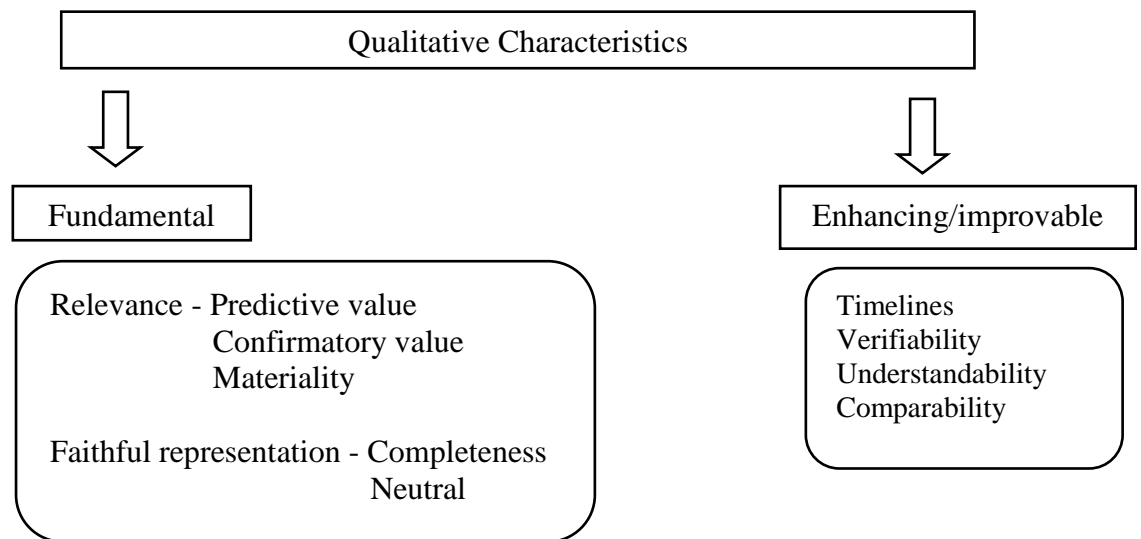 Qualitative Characteristics
Fundamental
Relevance - Predictive value
Confirmatory value
Materiality
Faithful representation - Completeness
Neutral
Enhancing/improvable
Timelines
Verifiability
Understandability
Comparability